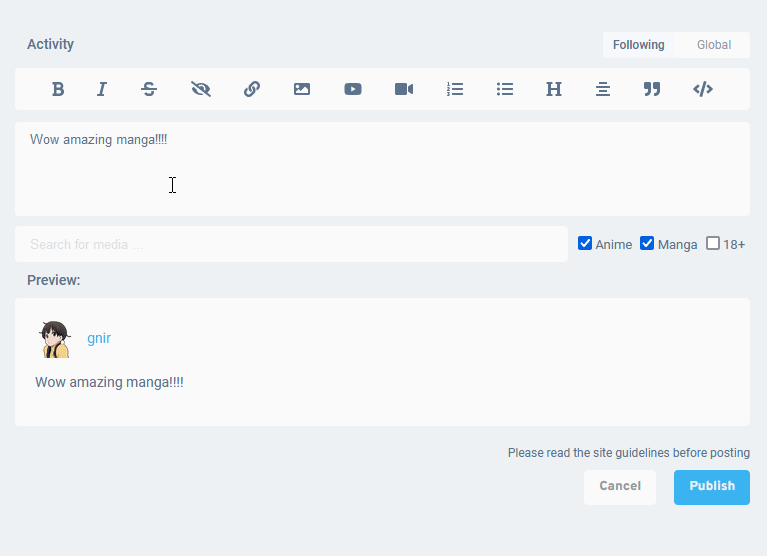 Activity
Following Global
B I S H
Wow amazing manga!!!!
Search for media ...
Anime Manga 18+
Preview:
gnir
Wow amazing manga!!!!
Please read the site guidelines before posting
Cancel Publish